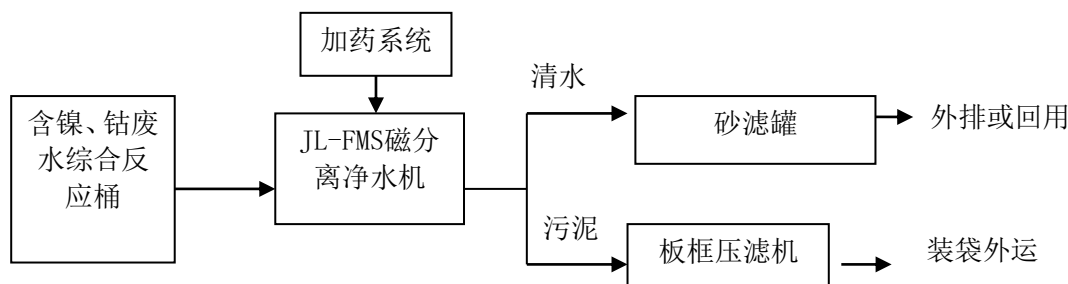 加药系统
含镍、钴废
水综合反
应桶
JL-FMS磁分
离净水机
清水
砂滤罐
外排或回用
污泥
板框压滤机
装袋外运